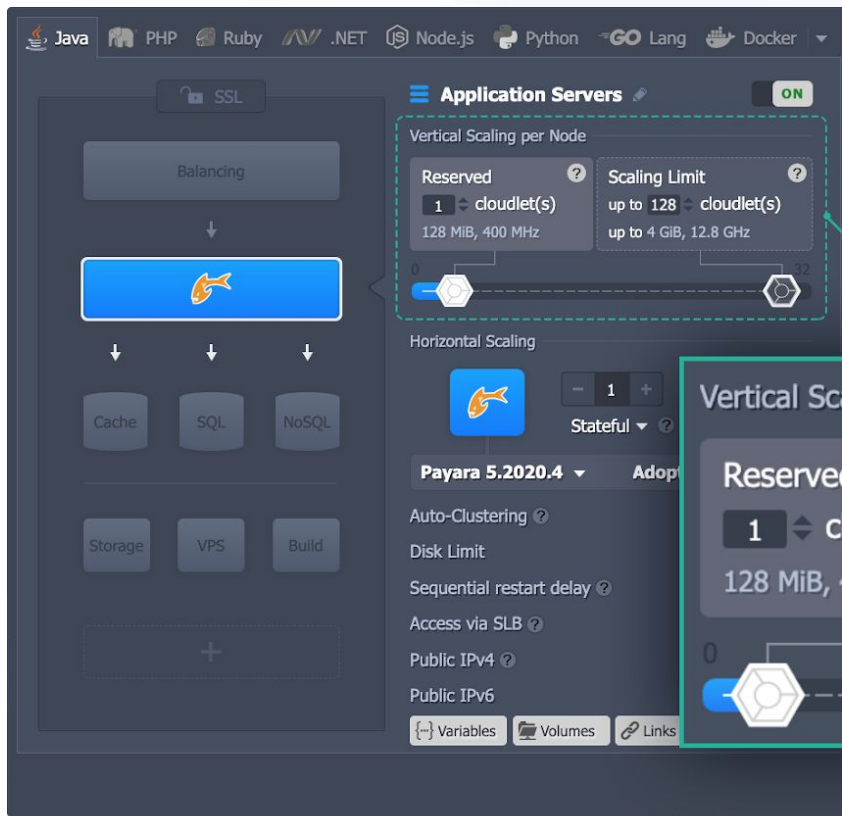 Java PHP Ruby .NET Node.js Python GO Lang Docker
SSL
Balancing
Cache SQL NoSQL
Storage VPS Build
+
Application Servers ON
Vertical Scaling per Node
Reserved ?
1 cloudlet(s)
128 MiB, 400 MHz
Scaling Limit ?
up to 128 cloudlet(s)
up to 4 GiB, 12.8 GHz
0 32
Horizontal Scaling
- 1 +
Stateful ?
Payara 5.2020.4 Adopt
Auto-Clustering ?
Disk Limit
Sequential restart delay ?
Access via SLB ?
Public IPv4 ?
Public IPv6
Variables Volumes Links
Vertical Sca
Reserved
1 c
128 MiB, 4
0